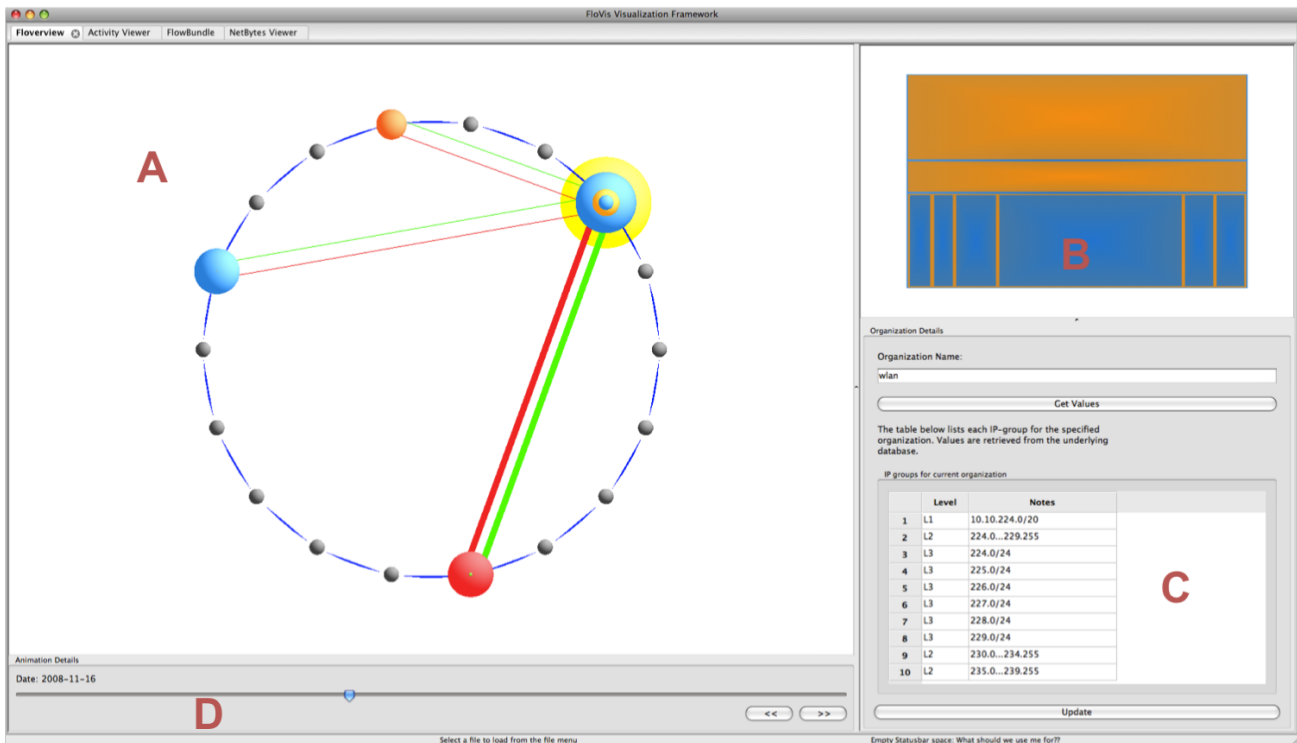 FloVis Visualization Framework
Floverview Activity Viewer FlowBundle NetBytes Viewer
A
B
Organization Details
Organization Name:
wlan
Get Values
The table below lists each IP-group for the specified
organization. Values are retrieved from the underlying
database.
IP groups for current organization
Level Notes
1 L1 10.10.224.0/20
2 L2 224.0...229.255
3 L3 224.0/24
4 L3 225.0/24
5 L3 226.0/24
6 L3 227.0/24
7 L3 228.0/24
8 L3 229.0/24
9 L2 230.0...234.255
10 L2 235.0...239.255
C
Update
Animation Details
Date: 2008-11-16
D
<< >>
Select a file to load from the file menu
Empty Statusbar space: What should we use me for??